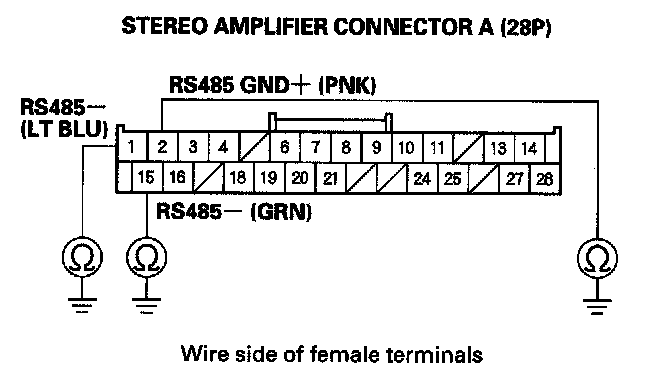 STEREO AMPLIFIER CONNECTOR A (28P)
RS485 GND+ (PNK)
RS485−
(LT BLU)
1 2 3 4 6 7 8 9 10 11 13 14
15 16 18 19 20 21 24 25 27 28
RS485− (GRN)
Ω Ω Ω
Wire side of female terminals